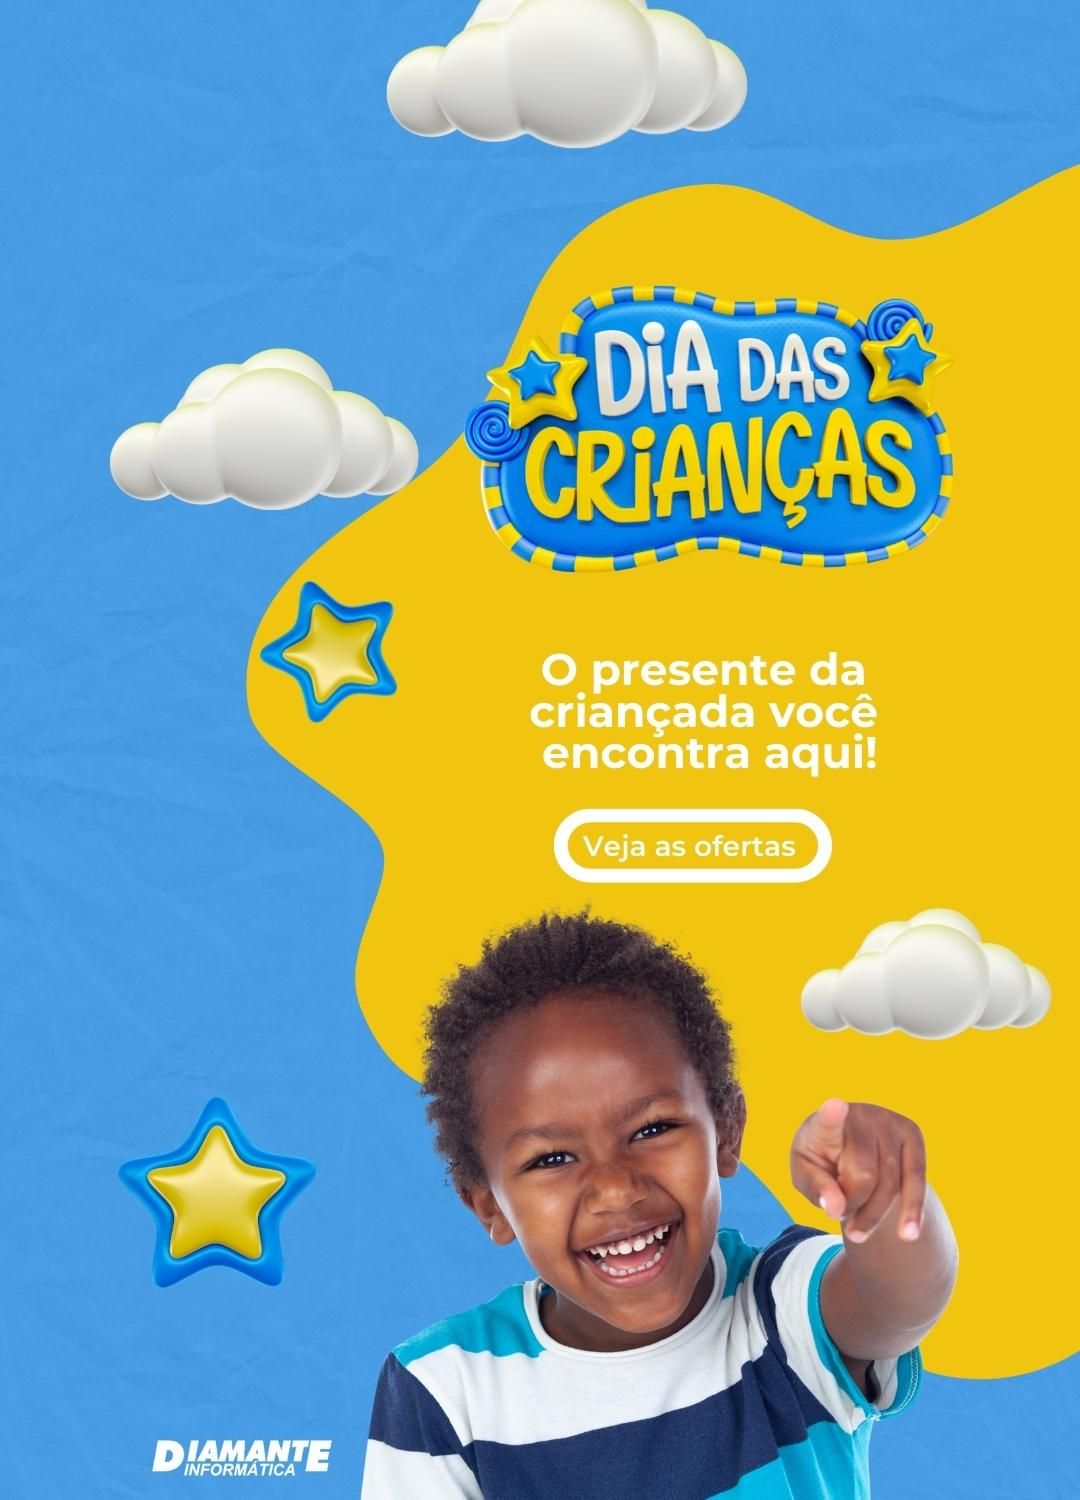 DiA DAS
CRiANÇAS
O presente da
criançada você
encontra aqui!
Veja as ofertas
DIAMANTE
INFORMÁTICA